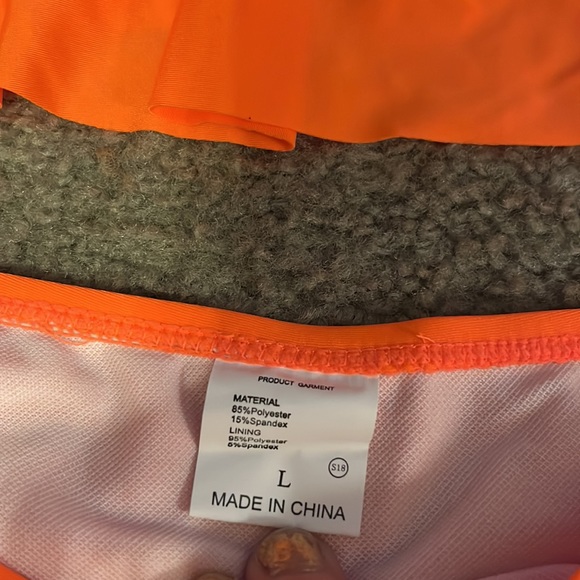 PRODUCT GARMENT
MATERIAL
85%Polyester
15%Spandex
LINING
95%Polyester
5%Spandex
S18
L
MADE IN CHINA